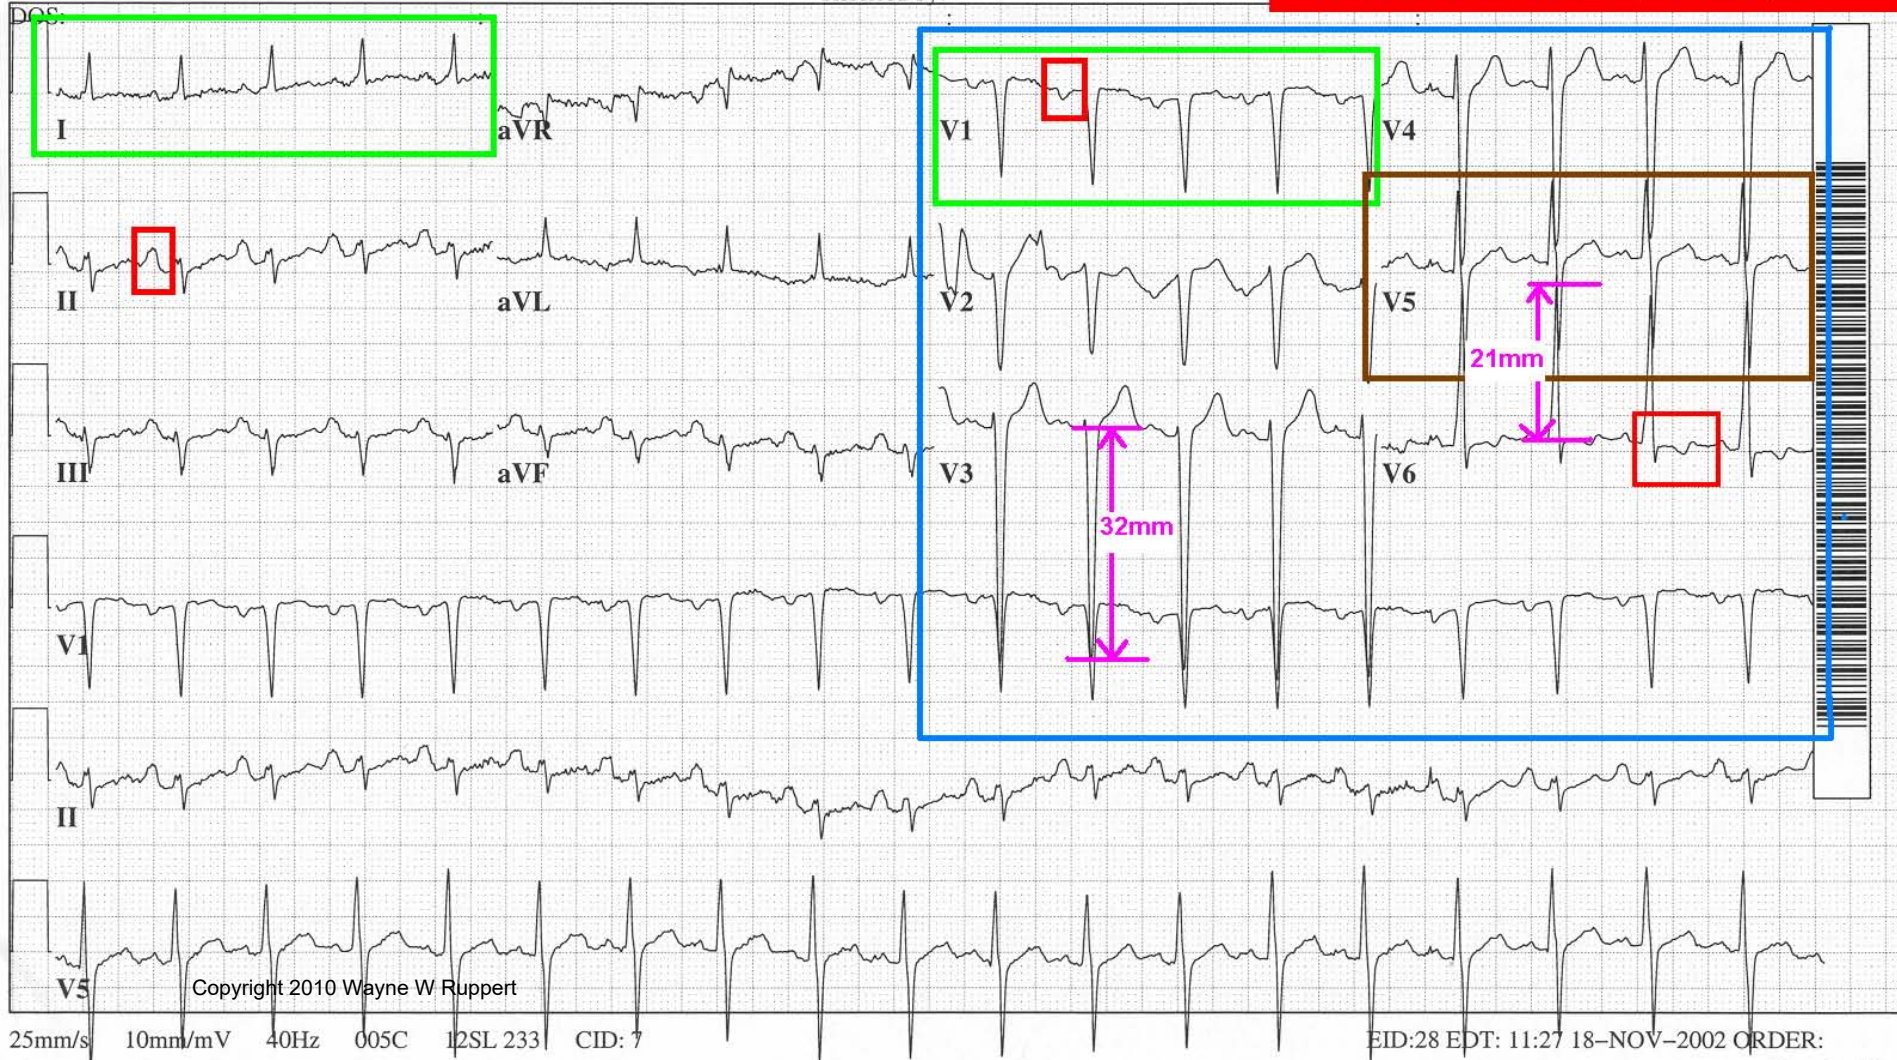 DOS:
I aVR V1 V4
II aVL V2 V5
21mm
III aVF V3 V6
32mm
V1
II
V5
Copyright 2010 Wayne W Ruppert
25mm/s 10mm/mV 40Hz 005C 12SL 233 CID: 7 EID:28 EDT: 11:27 18-NOV-2002 ORDER: